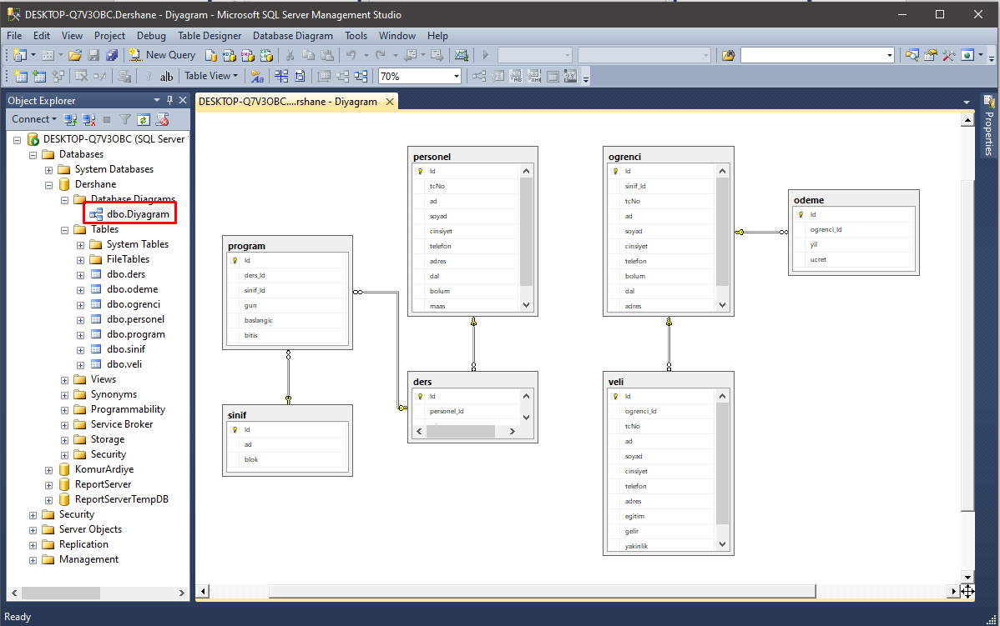 DESKTOP-Q7V3OBC.Dershane - Diyagram - Microsoft SQL Server Management Studio
File Edit View Project Debug Table Designer Database Diagram Tools Window Help
New Query
Table View
70%
Object Explorer
Connect
DESKTOP-Q7V3OBC (SQL Server
Databases
System Databases
Dershane
Database Diagrams
dbo.Diyagram
Tables
System Tables
FileTables
dbo.ders
dbo.odeme
dbo.ogrenci
dbo.personel
dbo.program
dbo.sinif
dbo.veli
Views
Synonyms
Programmability
Service Broker
Storage
Security
KomurArdiye
ReportServer
ReportServerTempDB
Security
Server Objects
Replication
Management
DESKTOP-Q7V3OBC....rshane - Diyagram
program
Id
ders_Id
sinif_Id
gun
baslangic
bitis
sinif
Id
ad
blok
personel
Id
tcNo
ad
soyad
cinsiyet
telefon
adres
dal
bolum
maas
ders
Id
personel_Id
ogrenci
Id
sinif_Id
tcNo
ad
soyad
cinsiyet
telefon
bolum
dal
adres
veli
Id
ogrenci_Id
tcNo
ad
soyad
cinsiyet
telefon
adres
egitim
gelir
yakinlik
odeme
Id
ogrenci_Id
yil
ucret
Properties
Ready